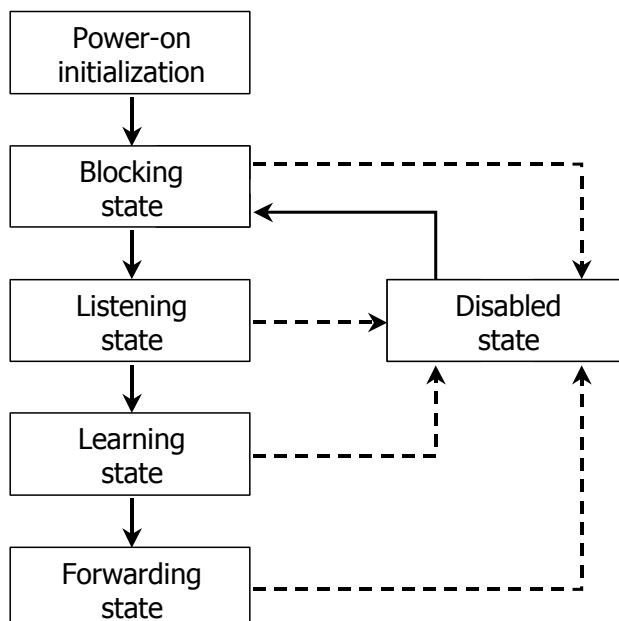 Power-on
initialization
Blocking
state
Listening
state
Disabled
state
Learning
state
Forwarding
state